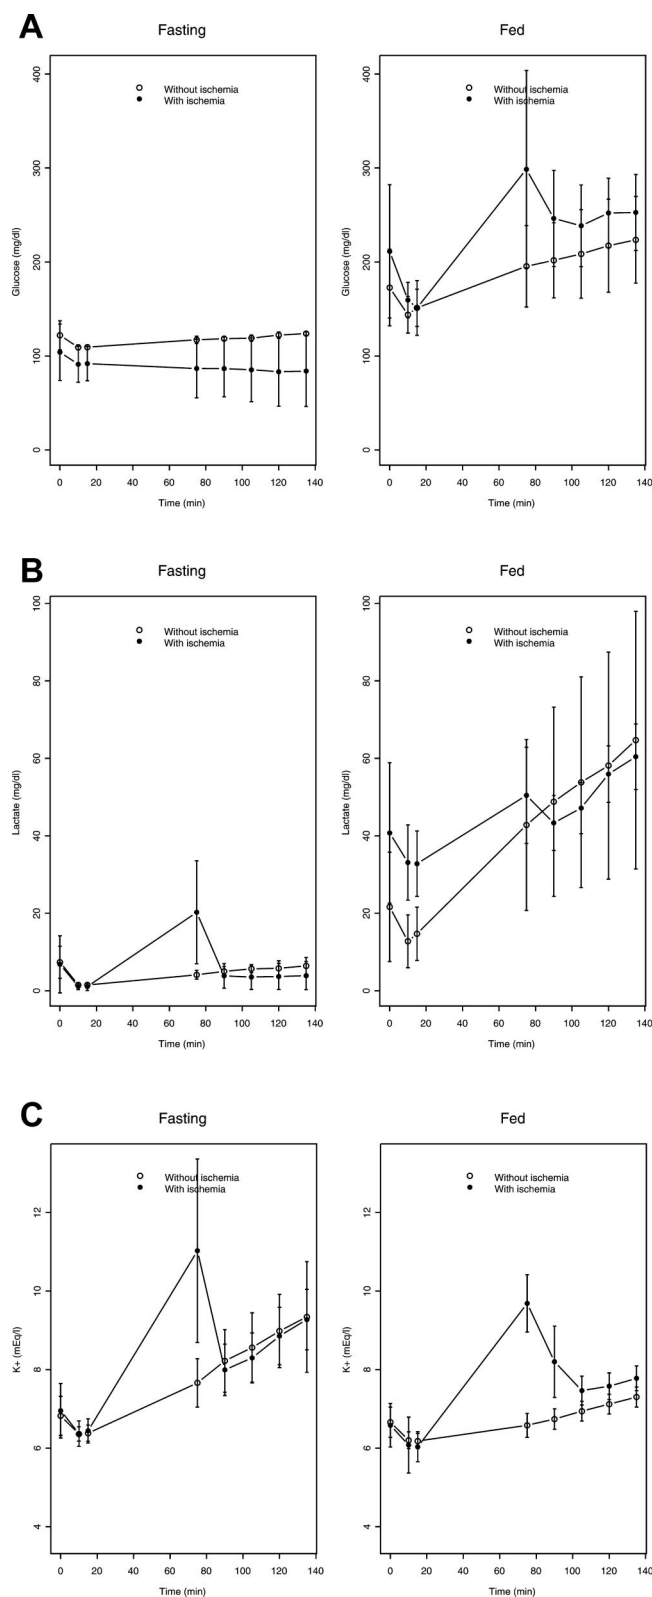 A
Fasting
Fed
Without ischemia
With ischemia
Without ischemia
With ischemia
Glucose (mg/dl)
0
100
200
300
400
Glucose (mg/dl)
0
100
200
300
400
0 20 40 60 80 100 120 140
0 20 40 60 80 100 120 140
Time (min)
Time (min)
B
Fasting
Fed
Without ischemia
With ischemia
Without ischemia
With ischemia
Lactate (mg/dl)
0
20
40
60
80
100
Lactate (mg/dl)
0
20
40
60
80
100
0 20 40 60 80 100 120 140
0 20 40 60 80 100 120 140
Time (min)
Time (min)
C
Fasting
Fed
Without ischemia
With ischemia
Without ischemia
With ischemia
K+ (mEq/l)
4
6
8
10
12
K+ (mEq/l)
4
6
8
10
12
0 20 40 60 80 100 120 140
0 20 40 60 80 100 120 140
Time (min)
Time (min)